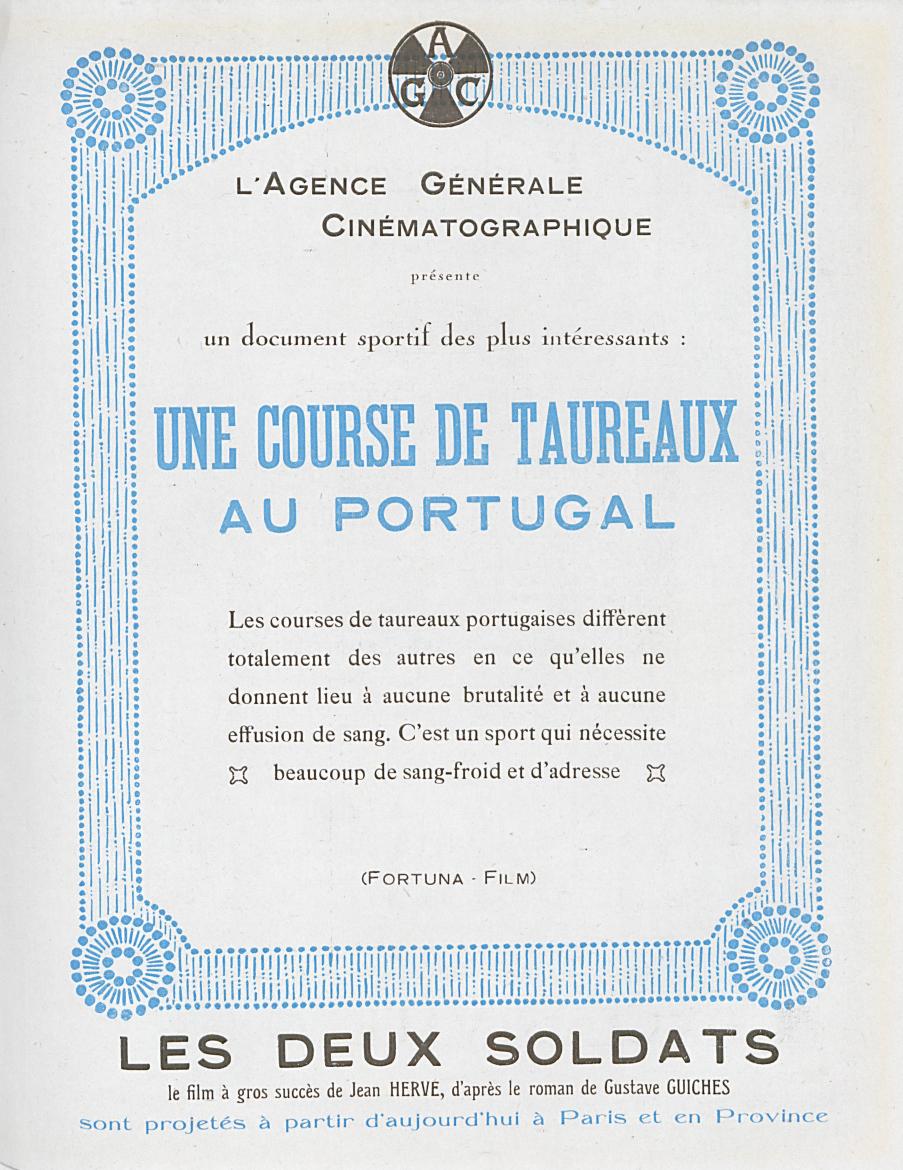 A
G C
L'AGENCE GÉNÉRALE
CINÉMATOGRAPHIQUE
présente
un document sportif des plus intéressants :
UNE COURSE DE TAUREAUX
AU PORTUGAL
Les courses de taureaux portugaises diffèrent
totalement des autres en ce qu'elles ne
donnent lieu à aucune brutalité et à aucune
effusion de sang. C'est un sport qui nécessite
beaucoup de sang-froid et d'adresse
(FORTUNA - FILM)
LES DEUX SOLDATS
le film à gros succès de Jean HERVÉ, d'après le roman de Gustave GUICHES
sont projetés à partir d'aujourd'hui à Paris et en Province